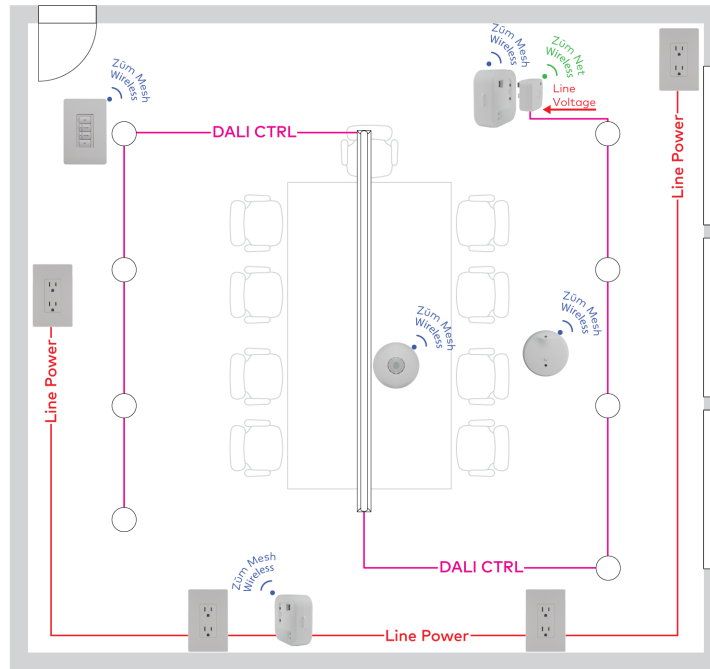 Zūm Mesh
Wireless
Zūm Mesh
Wireless
Zūm Net
Wireless
Line
Voltage
DALI CTRL
Line Power
Zūm Mesh
Wireless
Zūm Mesh
Wireless
Line Power
DALI CTRL
Zūm Mesh
Wireless
Line Power